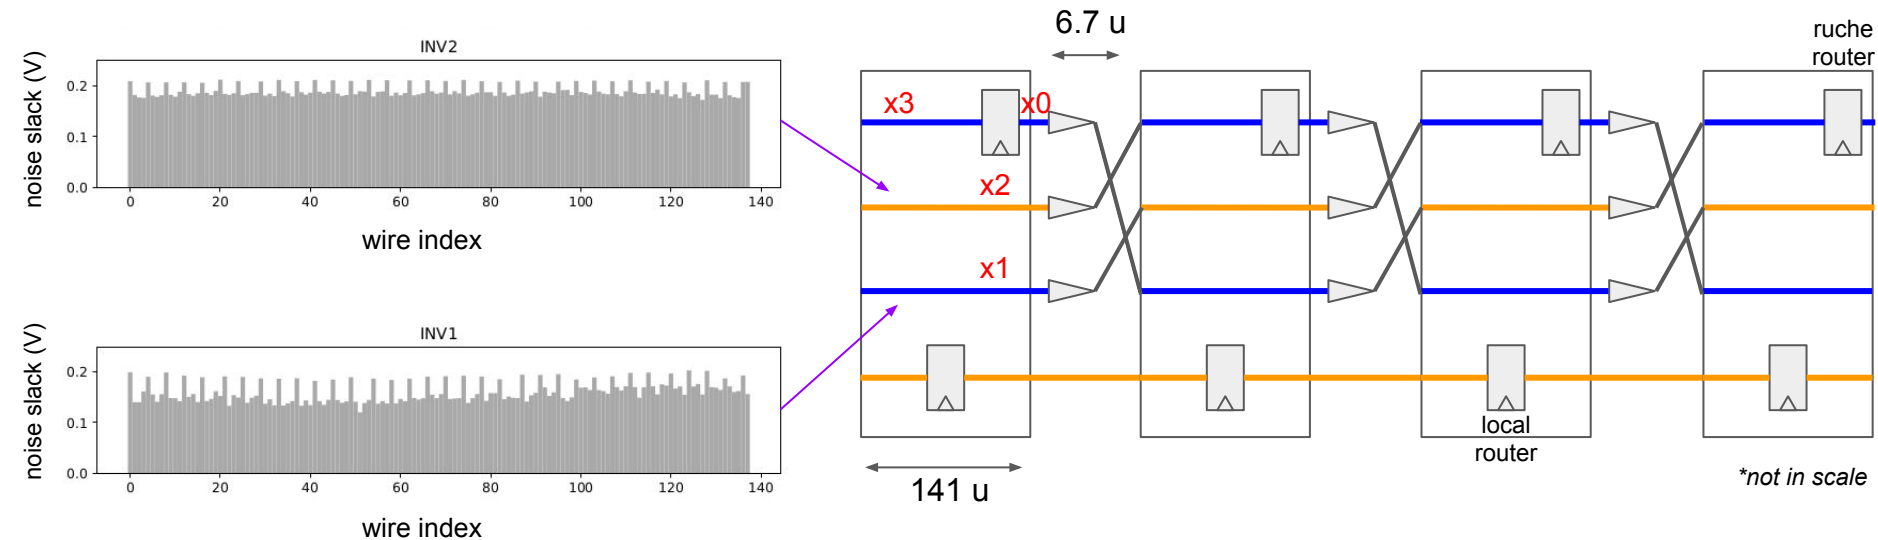 INV2
noise slack (V)
0.2
0.1
0.0
0 20 40 60 80 100 120 140
wire index
INV1
noise slack (V)
0.2
0.1
0.0
0 20 40 60 80 100 120 140
wire index
6.7 u
ruche
router
x3
x0
x2
x1
local
router
141 u
*not in scale